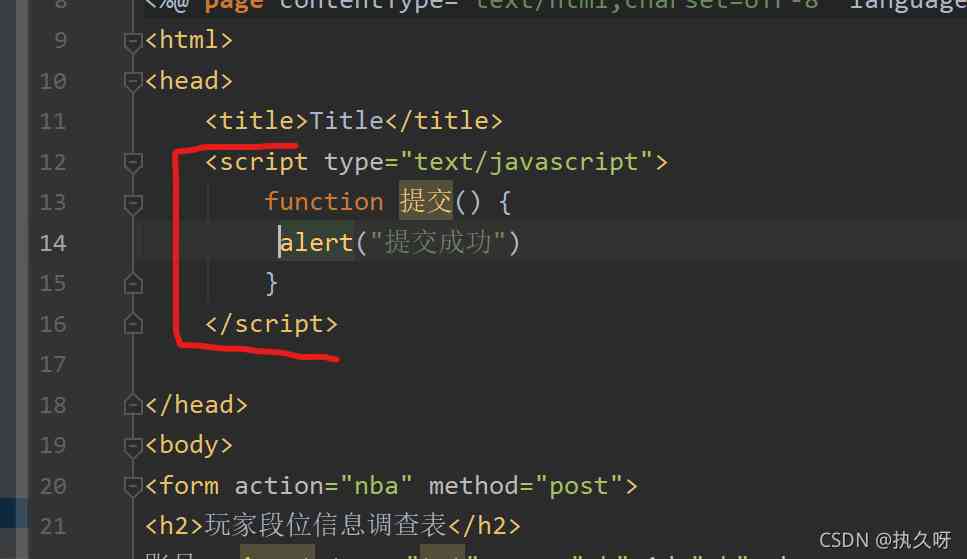 8 <%@ page contentType="text/html;charset=UTF-8" language
9 <html>
10 <head>
11 <title>Title</title>
12 <script type="text/javascript">
13 function 提交() {
14 alert("提交成功")
15 }
16 </script>
17
18 </head>
19 <body>
20 <form action="nba" method="post">
21 <h2>玩家段位信息调查表</h2>
CSDN @执久呀